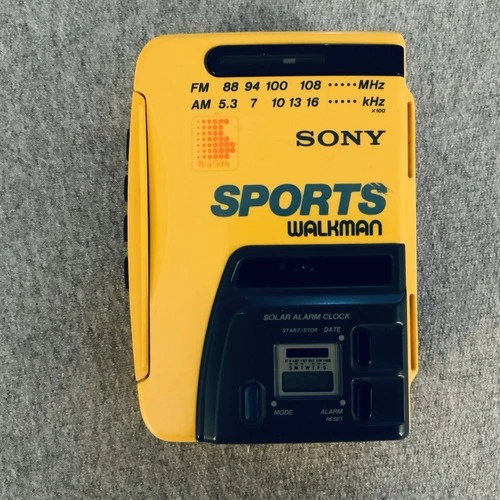 FM 88 94 100 108 ····· MHz
AM 5.3 7 10 13 16 ····· kHz
×100
SONY
SPORTS
WALKMAN
SOLAR ALARM CLOCK
START/STOP DATE
S M T W T F S
MODE ALARM
RESET